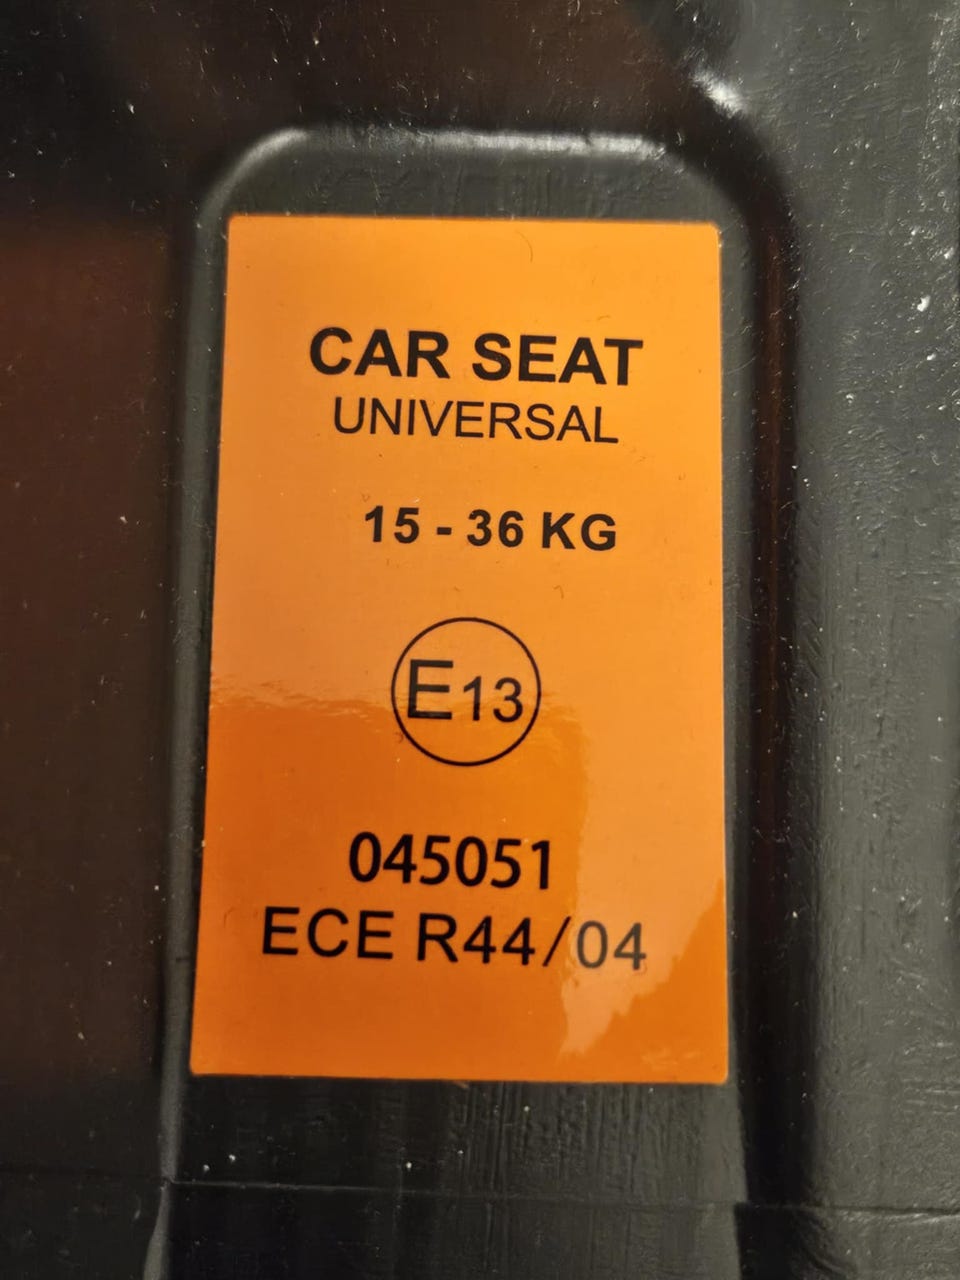 CAR SEAT
UNIVERSAL
15 - 36 KG
E13
045051
ECE R44/04